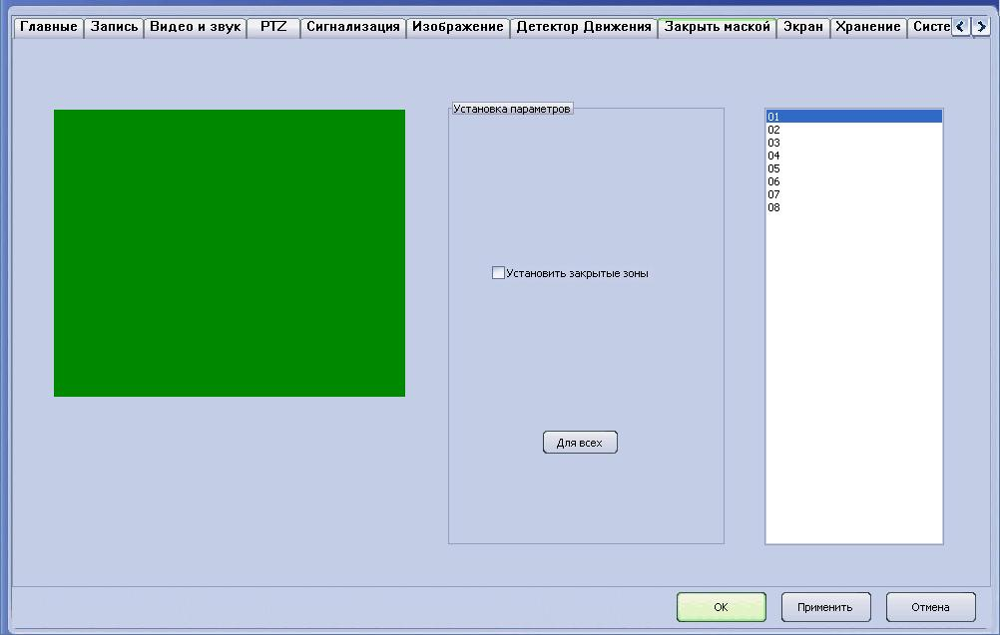 Главные Запись Видео и звук PTZ Сигнализация Изображение Детектор Движения Закрыть маской Экран Хранение Систе
Установка параметров
01
02
03
04
05
06
07
08
Установить закрытые зоны
Для всех
OK Применить Отмена